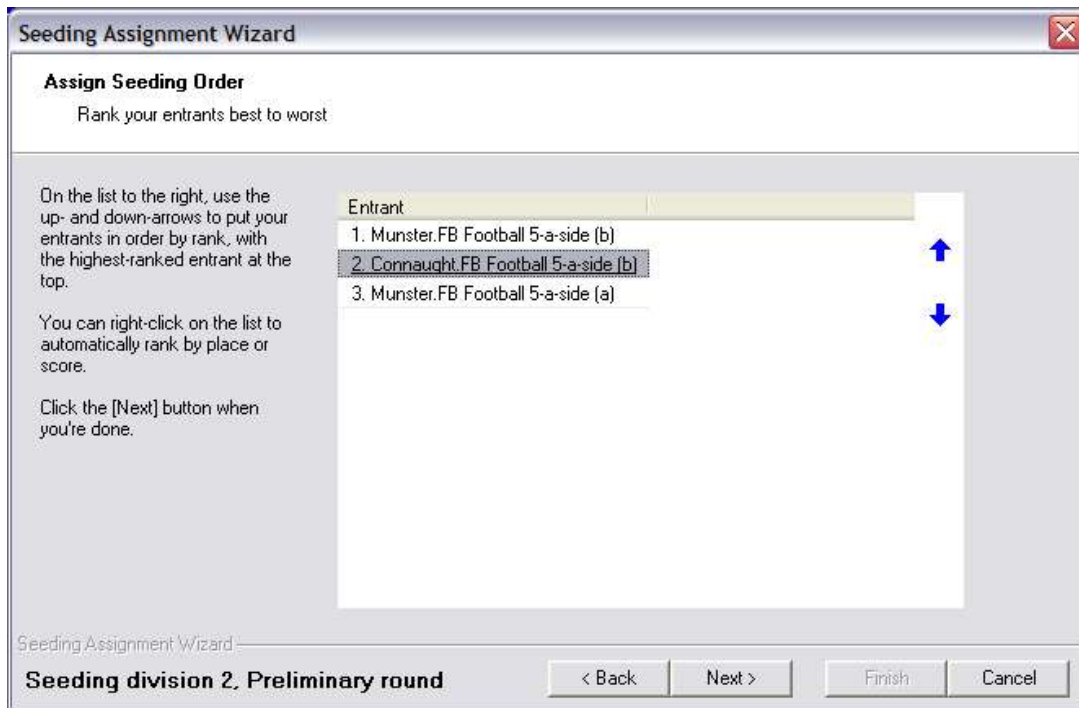 Seeding Assignment Wizard
Assign Seeding Order
Rank your entrants best to worst
On the list to the right, use the
up- and down-arrows to put your
entrants in order by rank, with
the highest-ranked entrant at the
top.
You can right-click on the list to
automatically rank by place or
score.
Click the [Next] button when
you're done.
Entrant
1. Munster.FB Football 5-a-side (b)
2. Connaught.FB Football 5-a-side (b)
3. Munster.FB Football 5-a-side (a)
Seeding Assignment Wizard
Seeding division 2, Preliminary round
< Back
Next >
Finish
Cancel